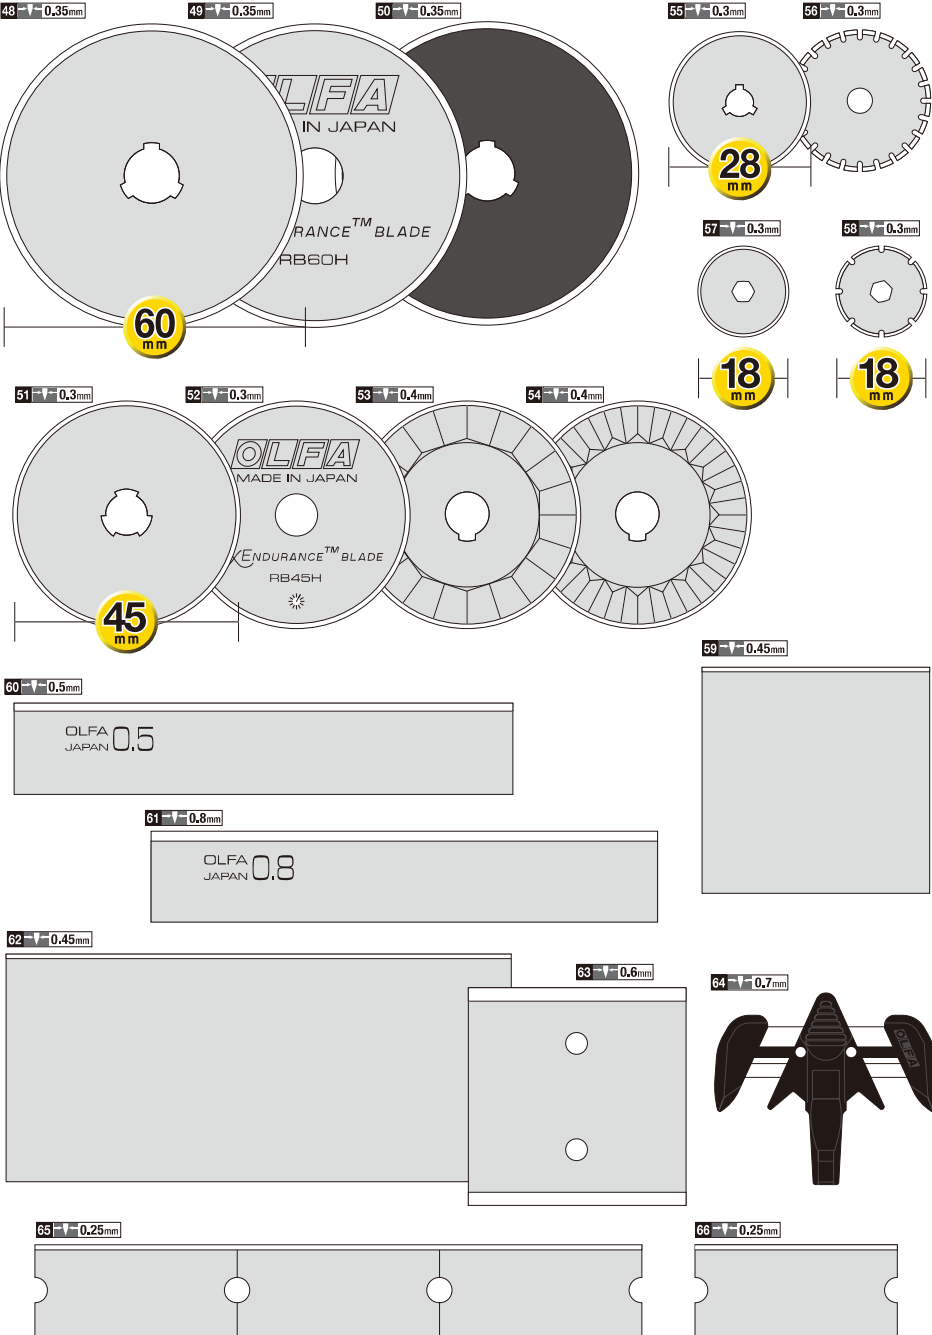 48 0.35mm
49 0.35mm
50 0.35mm
55 0.3mm
56 0.3mm
LFA
IN JAPAN
RANCE™ BLADE
RB60H
28
mm
57 0.3mm
58 0.3mm
60
mm
18
mm
18
mm
51 0.3mm
52 0.3mm
53 0.4mm
54 0.4mm
OLFA
MADE IN JAPAN
ENDURANCE™ BLADE
RB45H
45
mm
59 0.45mm
60 0.5mm
OLFA
JAPAN 0.5
61 0.8mm
OLFA
JAPAN 0.8
62 0.45mm
63 0.6mm
64 0.7mm
OLFA
65 0.25mm
66 0.25mm